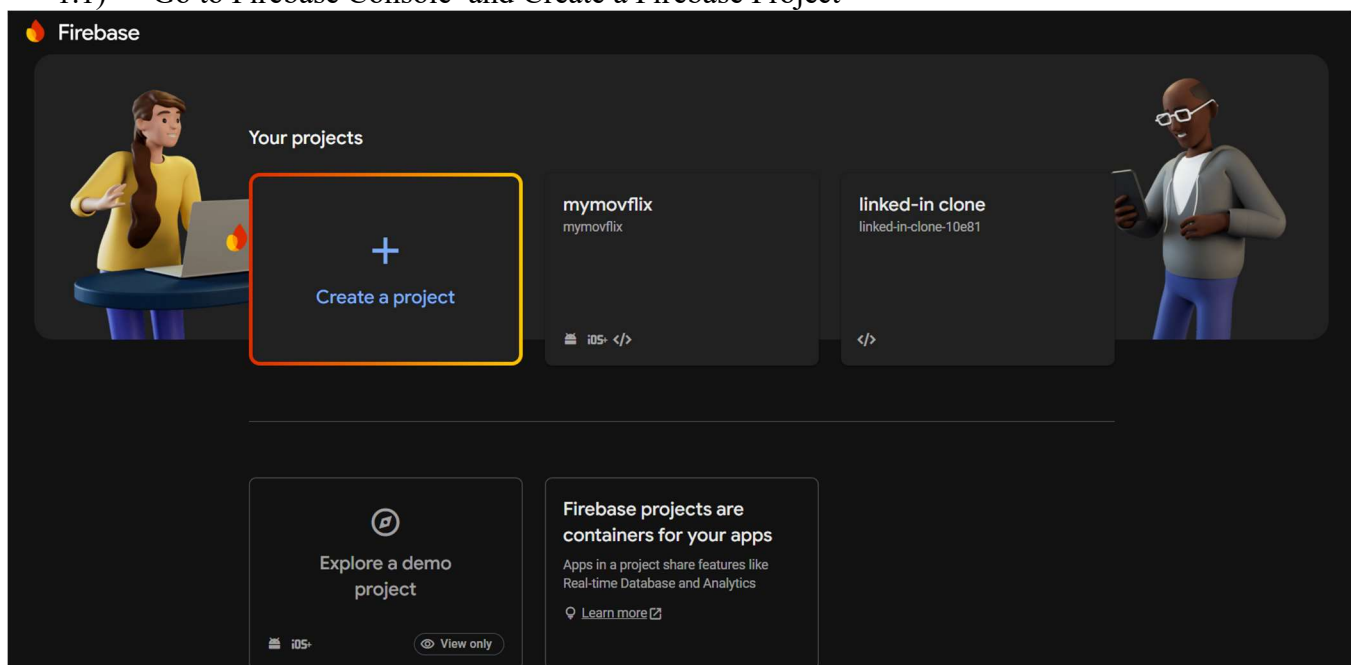 1.1) Go to Firebase Console and Create a Firebase Project
Firebase
Your projects
Create a project
mymovflix
mymovflix
iOS+ </>
linked-in clone
linked-in-clone-10e81
</>
Explore a demo
project
iOS+
View only
Firebase projects are
containers for your apps
Apps in a project share features like
Real-time Database and Analytics
Learn more